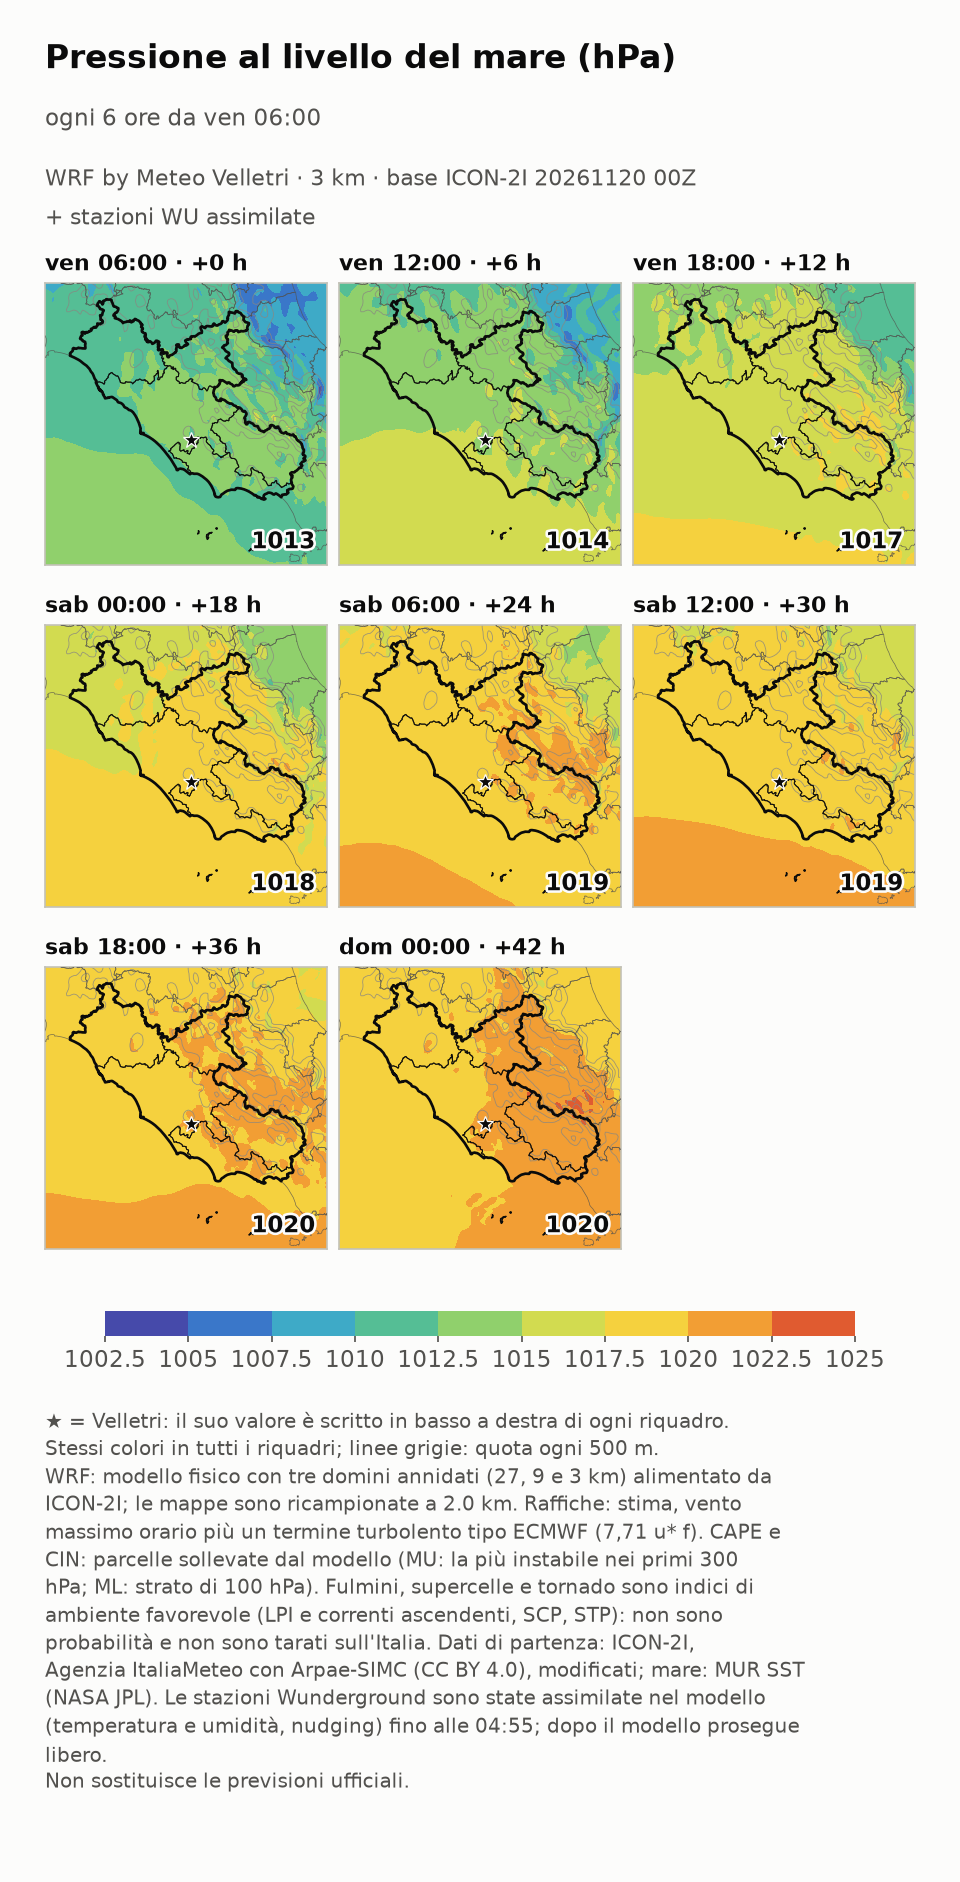 Pressione al livello del mare (hPa)
ogni 6 ore da ven 06:00
WRF by Meteo Velletri · 3 km · base ICON-2I 20261120 00Z
+ stazioni WU assimilate
ven 06:00 · +0 h
ven 12:00 · +6 h
ven 18:00 · +12 h
1013
1014
1017
sab 00:00 · +18 h
sab 06:00 · +24 h
sab 12:00 · +30 h
1018
1019
1019
sab 18:00 · +36 h
dom 00:00 · +42 h
1020
1020
1002.5 1005 1007.5 1010 1012.5 1015 1017.5 1020 1022.5 1025
★ = Velletri: il suo valore è scritto in basso a destra di ogni riquadro.
Stessi colori in tutti i riquadri; linee grigie: quota ogni 500 m.
WRF: modello fisico con tre domini annidati (27, 9 e 3 km) alimentato da
ICON-2I; le mappe sono ricampionate a 2.0 km. Raffiche: stima, vento
massimo orario più un termine turbolento tipo ECMWF (7,71 u* f). CAPE e
CIN: parcelle sollevate dal modello (MU: la più instabile nei primi 300
hPa; ML: strato di 100 hPa). Fulmini, supercelle e tornado sono indici di
ambiente favorevole (LPI e correnti ascendenti, SCP, STP): non sono
probabilità e non sono tarati sull'Italia. Dati di partenza: ICON-2I,
Agenzia ItaliaMeteo con Arpae-SIMC (CC BY 4.0), modificati; mare: MUR SST
(NASA JPL). Le stazioni Wunderground sono state assimilate nel modello
(temperatura e umidità, nudging) fino alle 04:55; dopo il modello prosegue
libero.
Non sostituisce le previsioni ufficiali.